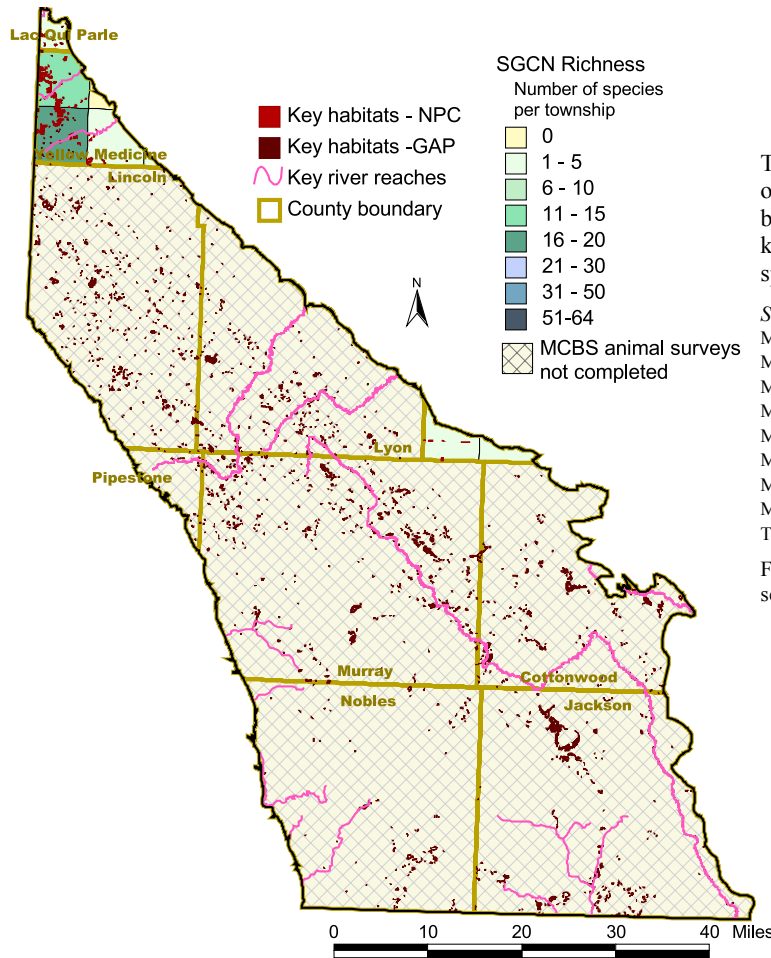 Lac Qui Parle
Yellow Medicine
Lincoln
Pipestone
Lyon
Murray
Nobles
Cottonwood
Jackson
Key habitats - NPC
Key habitats -GAP
Key river reaches
County boundary
N
SGCN Richness
Number of species
per township
0
1 - 5
6 - 10
11 - 15
16 - 20
21 - 30
31 - 50
51-64
MCBS animal surveys
not completed
0 10 20 30 40 Miles